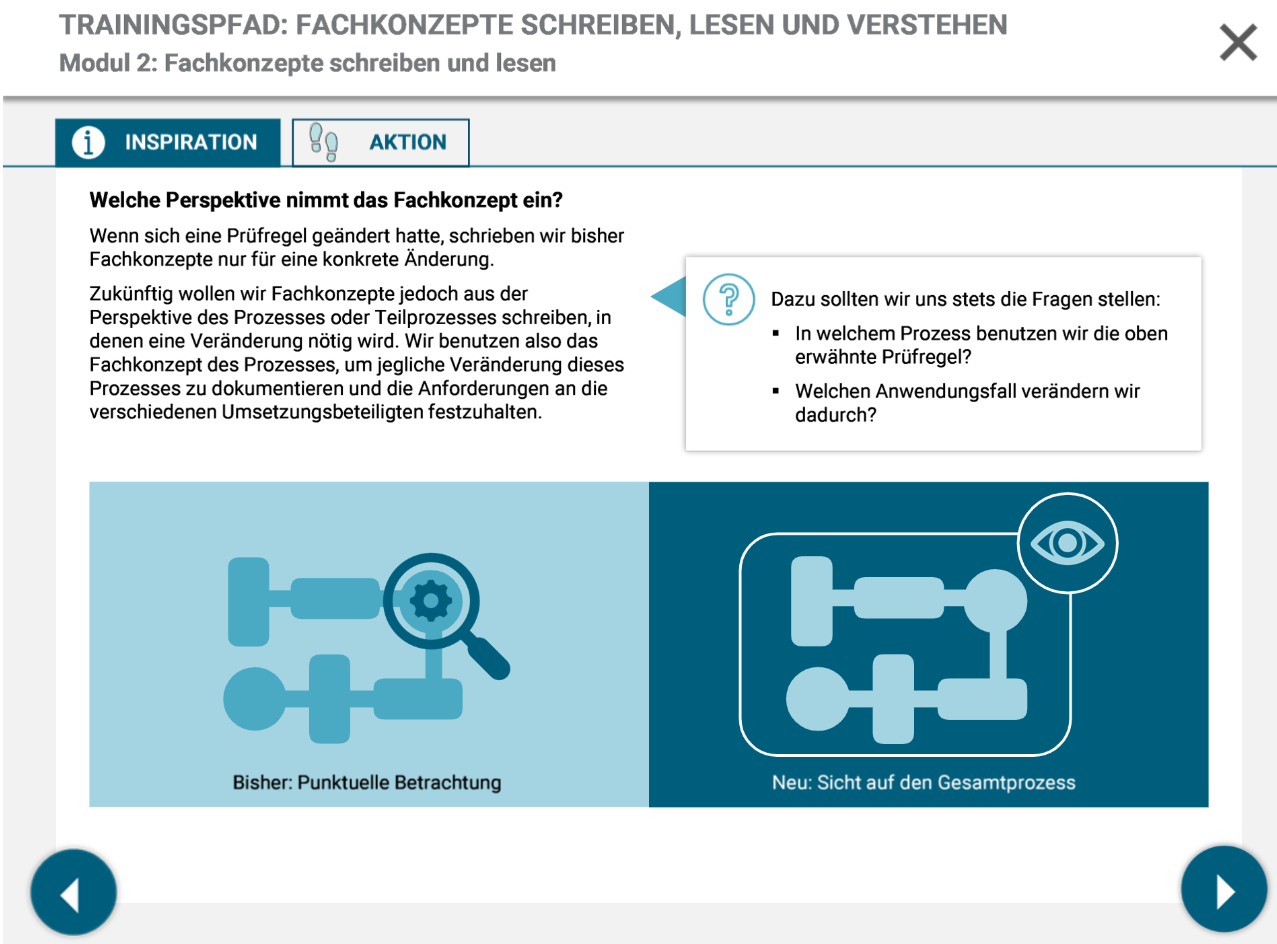 TRAININGSPFAD: FACHKONZEPTE SCHREIBEN, LESEN UND VERSTEHEN
Modul 2: Fachkonzepte schreiben und lesen
INSPIRATION
AKTION
Welche Perspektive nimmt das Fachkonzept ein?
Wenn sich eine Prüfregel geändert hatte, schrieben wir bisher
Fachkonzepte nur für eine konkrete Änderung.
Zukünftig wollen wir Fachkonzepte jedoch aus der
Perspektive des Prozesses oder Teilprozesses schreiben, in
denen eine Veränderung nötig wird. Wir benutzen also das
Fachkonzept des Prozesses, um jegliche Veränderung dieses
Prozesses zu dokumentieren und die Anforderungen an die
verschiedenen Umsetzungsbeteiligten festzuhalten.
Dazu sollten wir uns stets die Fragen stellen:
▪ In welchem Prozess benutzen wir die oben
erwähnte Prüfregel?
▪ Welchen Anwendungsfall verändern wir
dadurch?
Bisher: Punktuelle Betrachtung
Neu: Sicht auf den Gesamtprozess